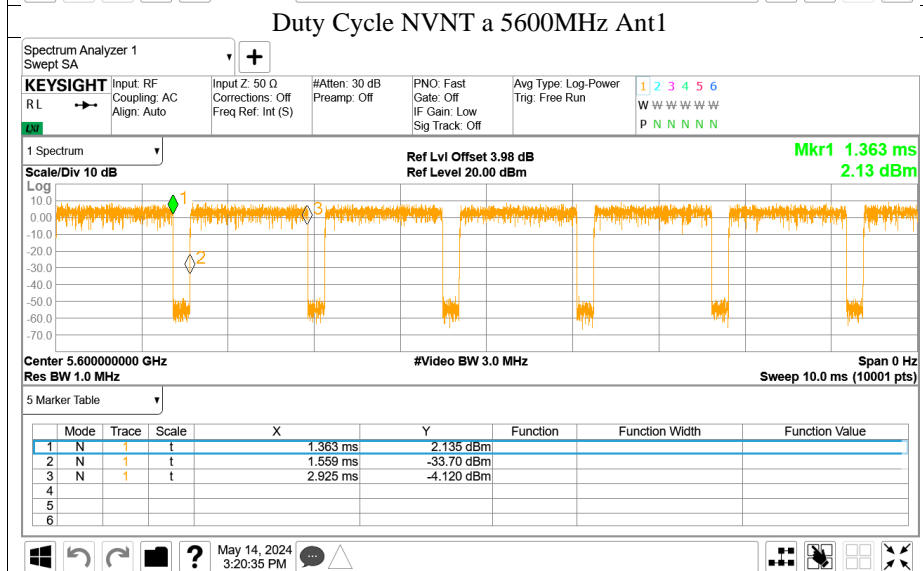 Duty Cycle NVNT a 5600MHz Ant1
Spectrum Analyzer 1
Swept SA
KEYSIGHT
R L
LXI
Input: RF
Coupling: AC
Align: Auto
Input Z: 50 Ω
Corrections: Off
Freq Ref: Int (S)
#Atten: 30 dB
Preamp: Off
PNO: Fast
Gate: Off
IF Gain: Low
Sig Track: Off
Avg Type: Log-Power
Trig: Free Run
1 2 3 4 5 6
W W W W W W
P N N N N N
1 Spectrum
Scale/Div 10 dB
Ref Lvl Offset 3.98 dB
Ref Level 20.00 dBm
Mkr1 1.363 ms
2.13 dBm
Log
10.0
0.00
-10.0
-20.0
-30.0
-40.0
-50.0
-60.0
-70.0
1
2
3
Center 5.600000000 GHz
#Video BW 3.0 MHz
Span 0 Hz
Res BW 1.0 MHz
Sweep 10.0 ms (10001 pts)
5 Marker Table
Mode Trace Scale X Y Function Function Width Function Value
1 N 1 t 1.363 ms 2.135 dBm
2 N 1 t 1.559 ms -33.70 dBm
3 N 1 t 2.925 ms -4.120 dBm
4
5
6
?
May 14, 2024
3:20:35 PM